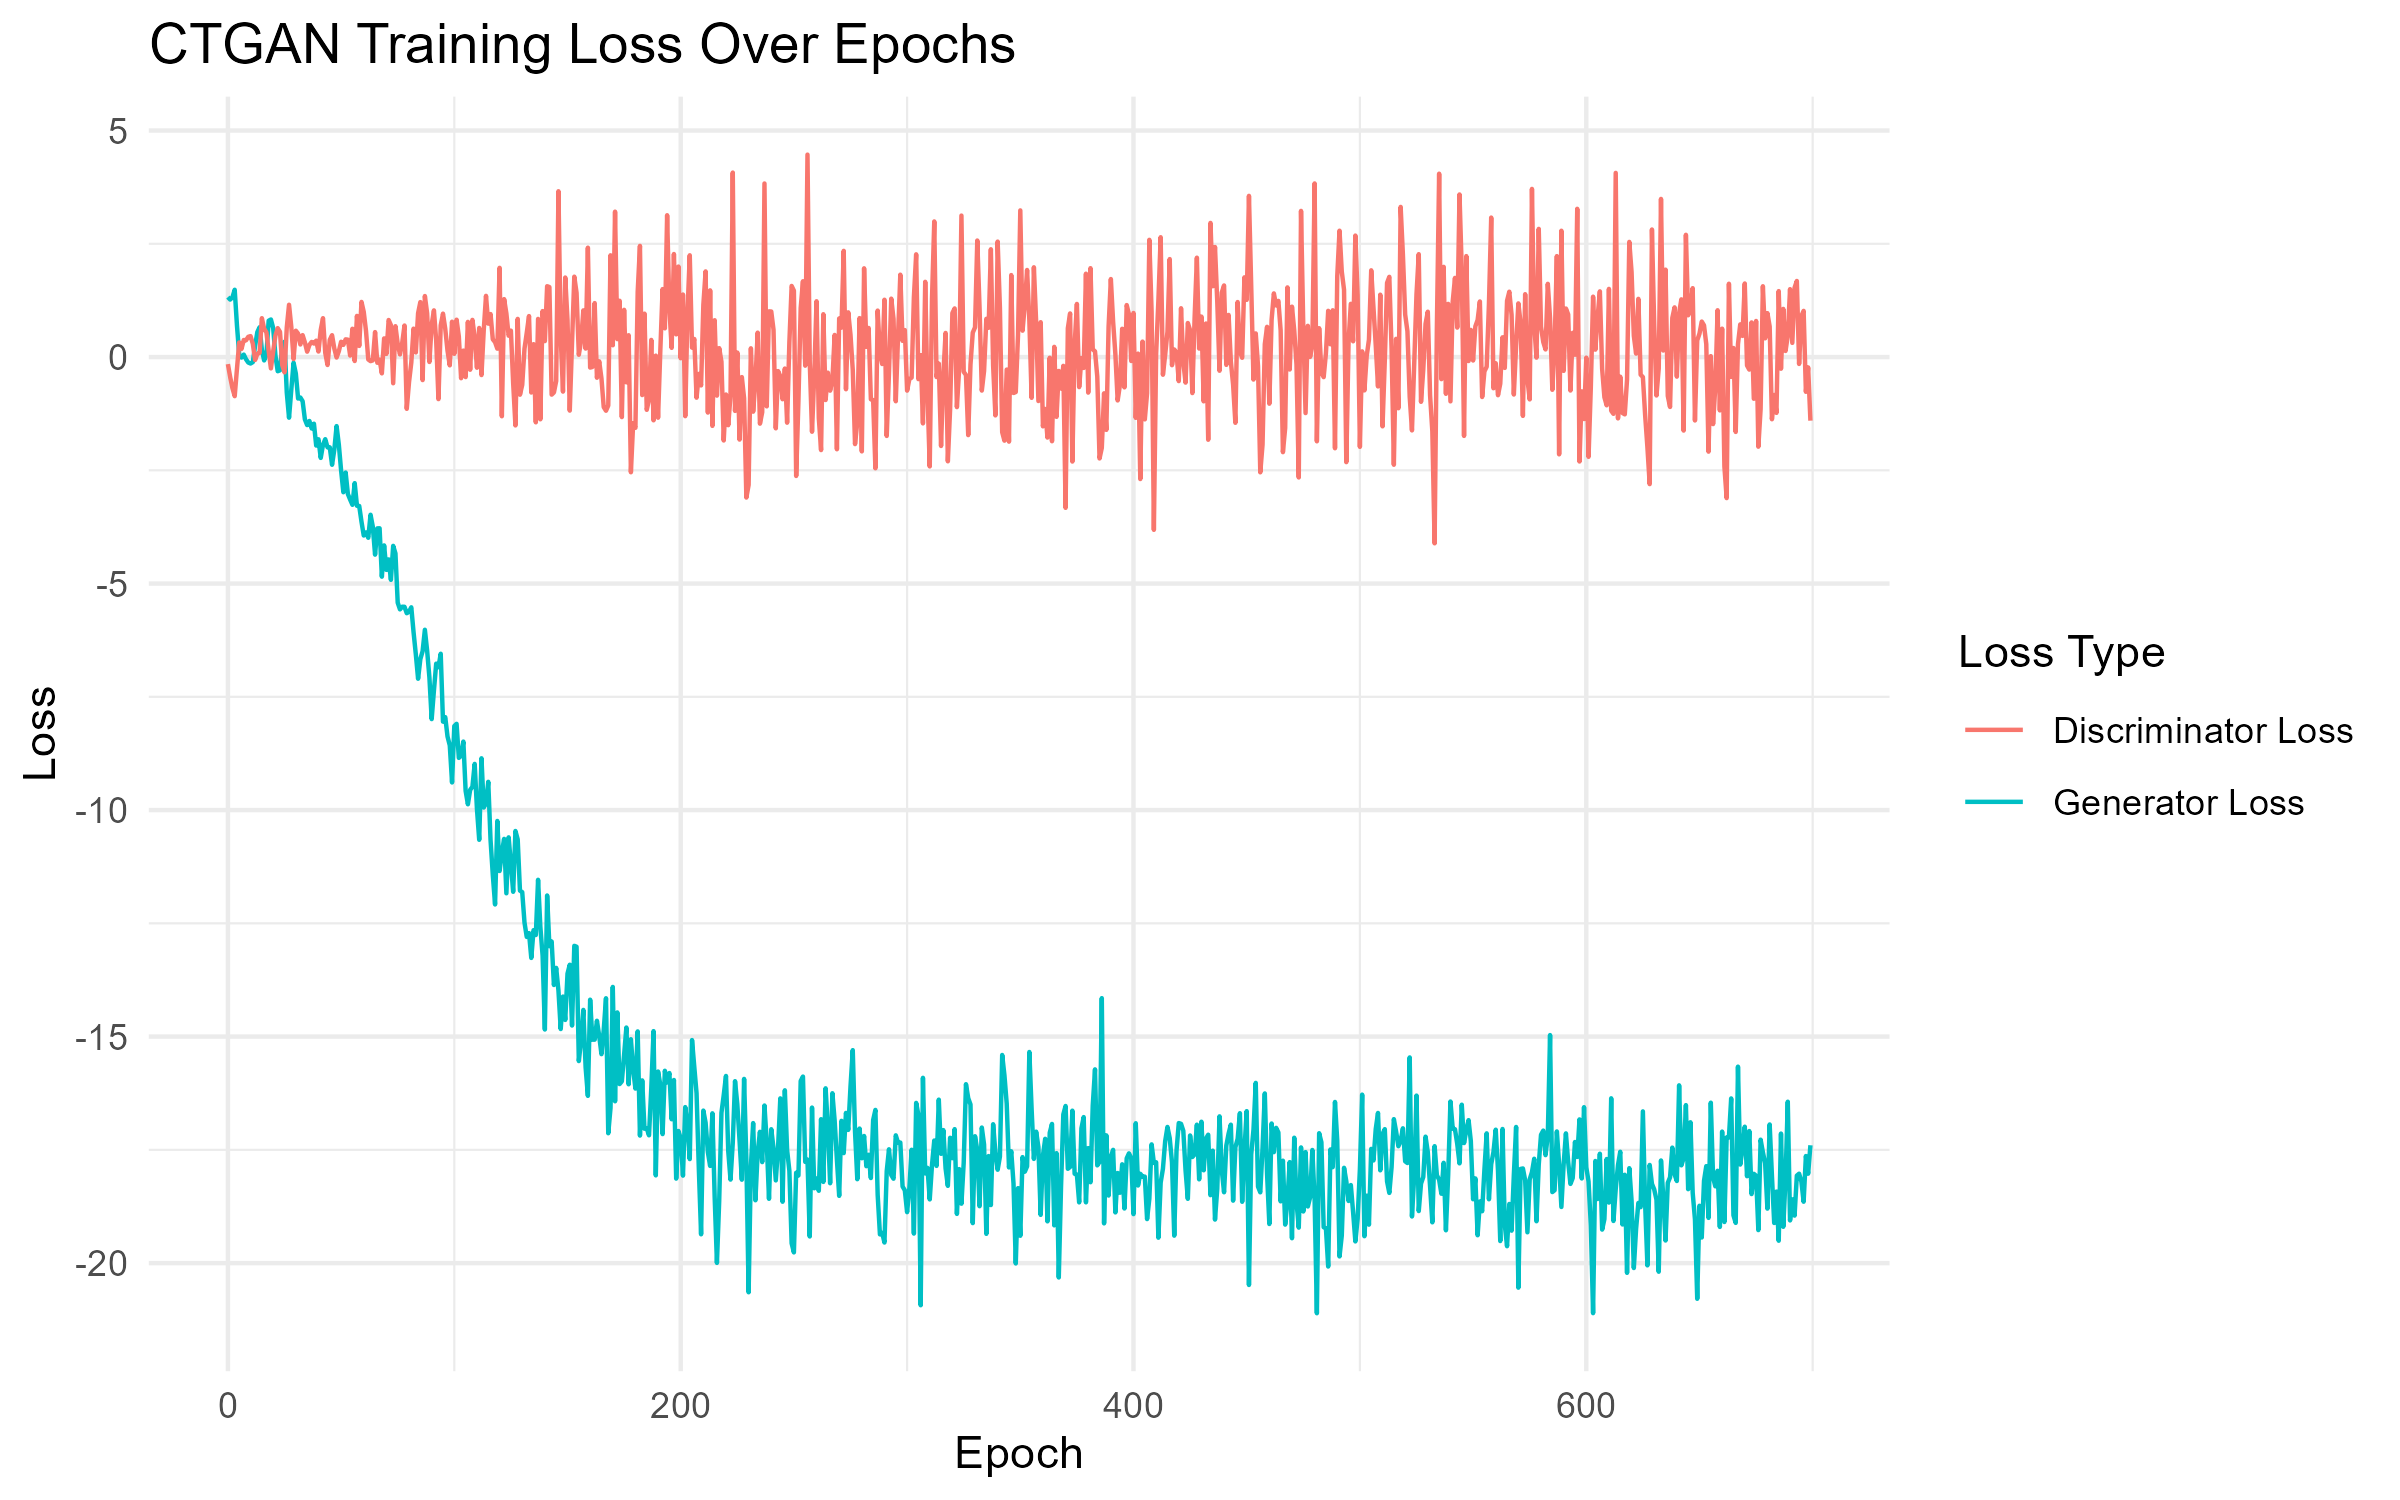 CTGAN Training Loss Over Epochs
5
0
-5
-10
-15
-20
Loss
0 200 400 600
Epoch
Loss Type
Discriminator Loss
Generator Loss